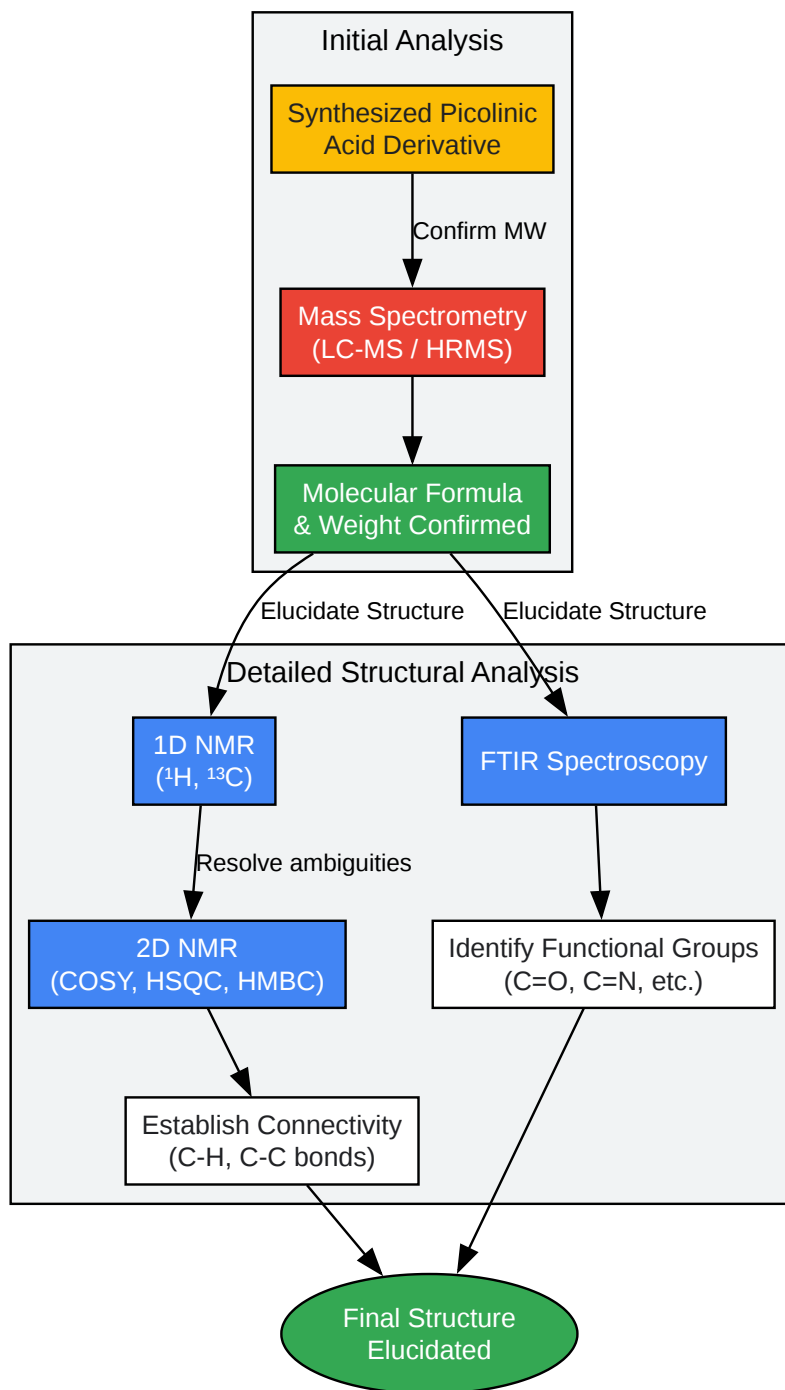 Initial Analysis
Synthesized Picolinic
Acid Derivative
Confirm MW
Mass Spectrometry
(LC-MS / HRMS)
Molecular Formula
& Weight Confirmed
Elucidate Structure
Elucidate Structure
Detailed Structural Analysis
1D NMR
(¹H, ¹³C)
FTIR Spectroscopy
Resolve ambiguities
2D NMR
(COSY, HSQC, HMBC)
Identify Functional Groups
(C=O, C=N, etc.)
Establish Connectivity
(C-H, C-C bonds)
Final Structure
Elucidated